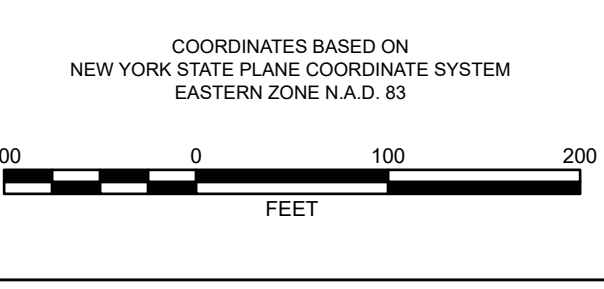 COORDINATES BASED ON
NEW YORK STATE PLANE COORDINATE SYSTEM
EASTERN ZONE N.A.D. 83
00 0 100 200
FEET